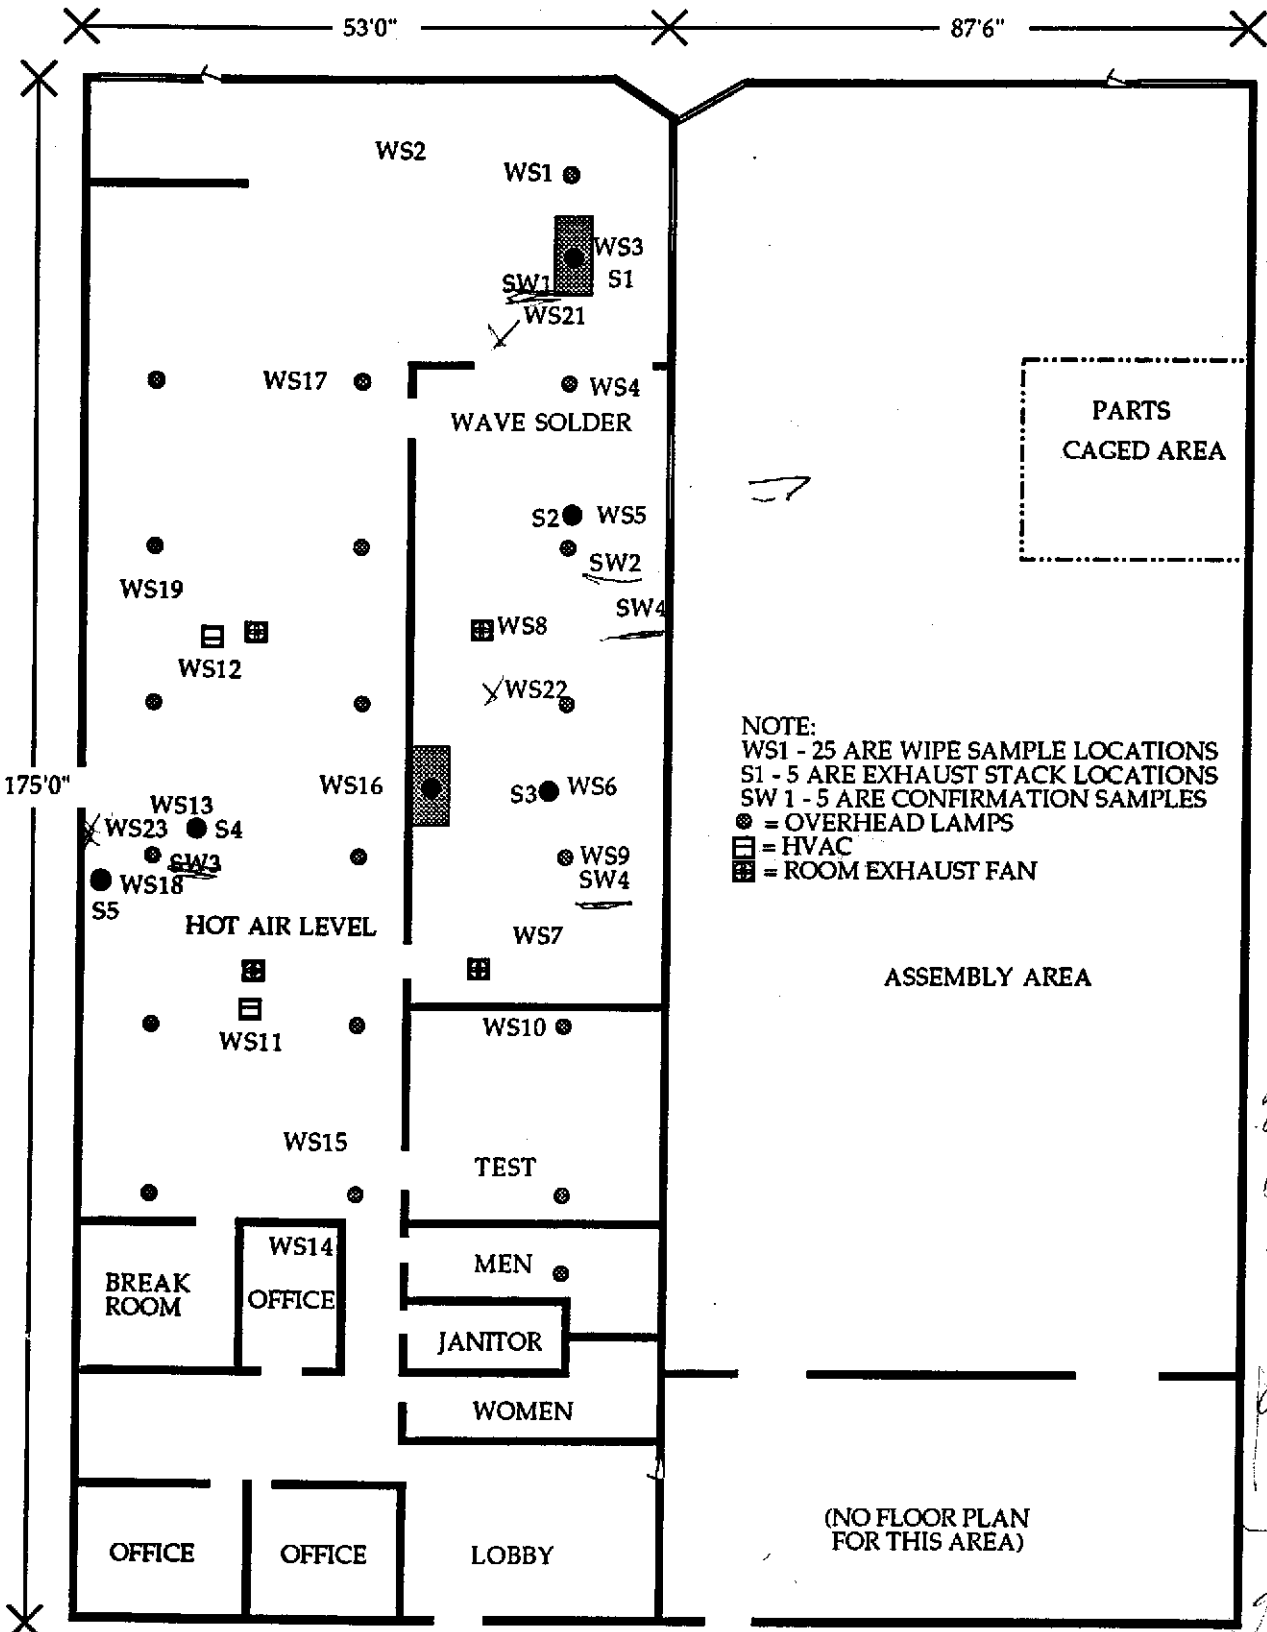 53'0" 87'6"
WS2
WS1
WS3
S1
SW1
WS21
WS17
WS4
WAVE SOLDER
PARTS
CAGED AREA
S2 WS5
SW2
WS19
SW4
WS8
WS12
WS22
NOTE:
WS1 - 25 ARE WIPE SAMPLE LOCATIONS
S1 - 5 ARE EXHAUST STACK LOCATIONS
SW 1 - 5 ARE CONFIRMATION SAMPLES
= OVERHEAD LAMPS
= HVAC
= ROOM EXHAUST FAN
175'0"
WS16
S3 WS6
WS13
WS23 S4
SW3
WS18
S5
WS9
SW4
HOT AIR LEVEL
WS7
ASSEMBLY AREA
WS11
WS10
WS15
TEST
WS14
MEN
BREAK
ROOM
OFFICE
JANITOR
WOMEN
(NO FLOOR PLAN
FOR THIS AREA)
OFFICE OFFICE LOBBY